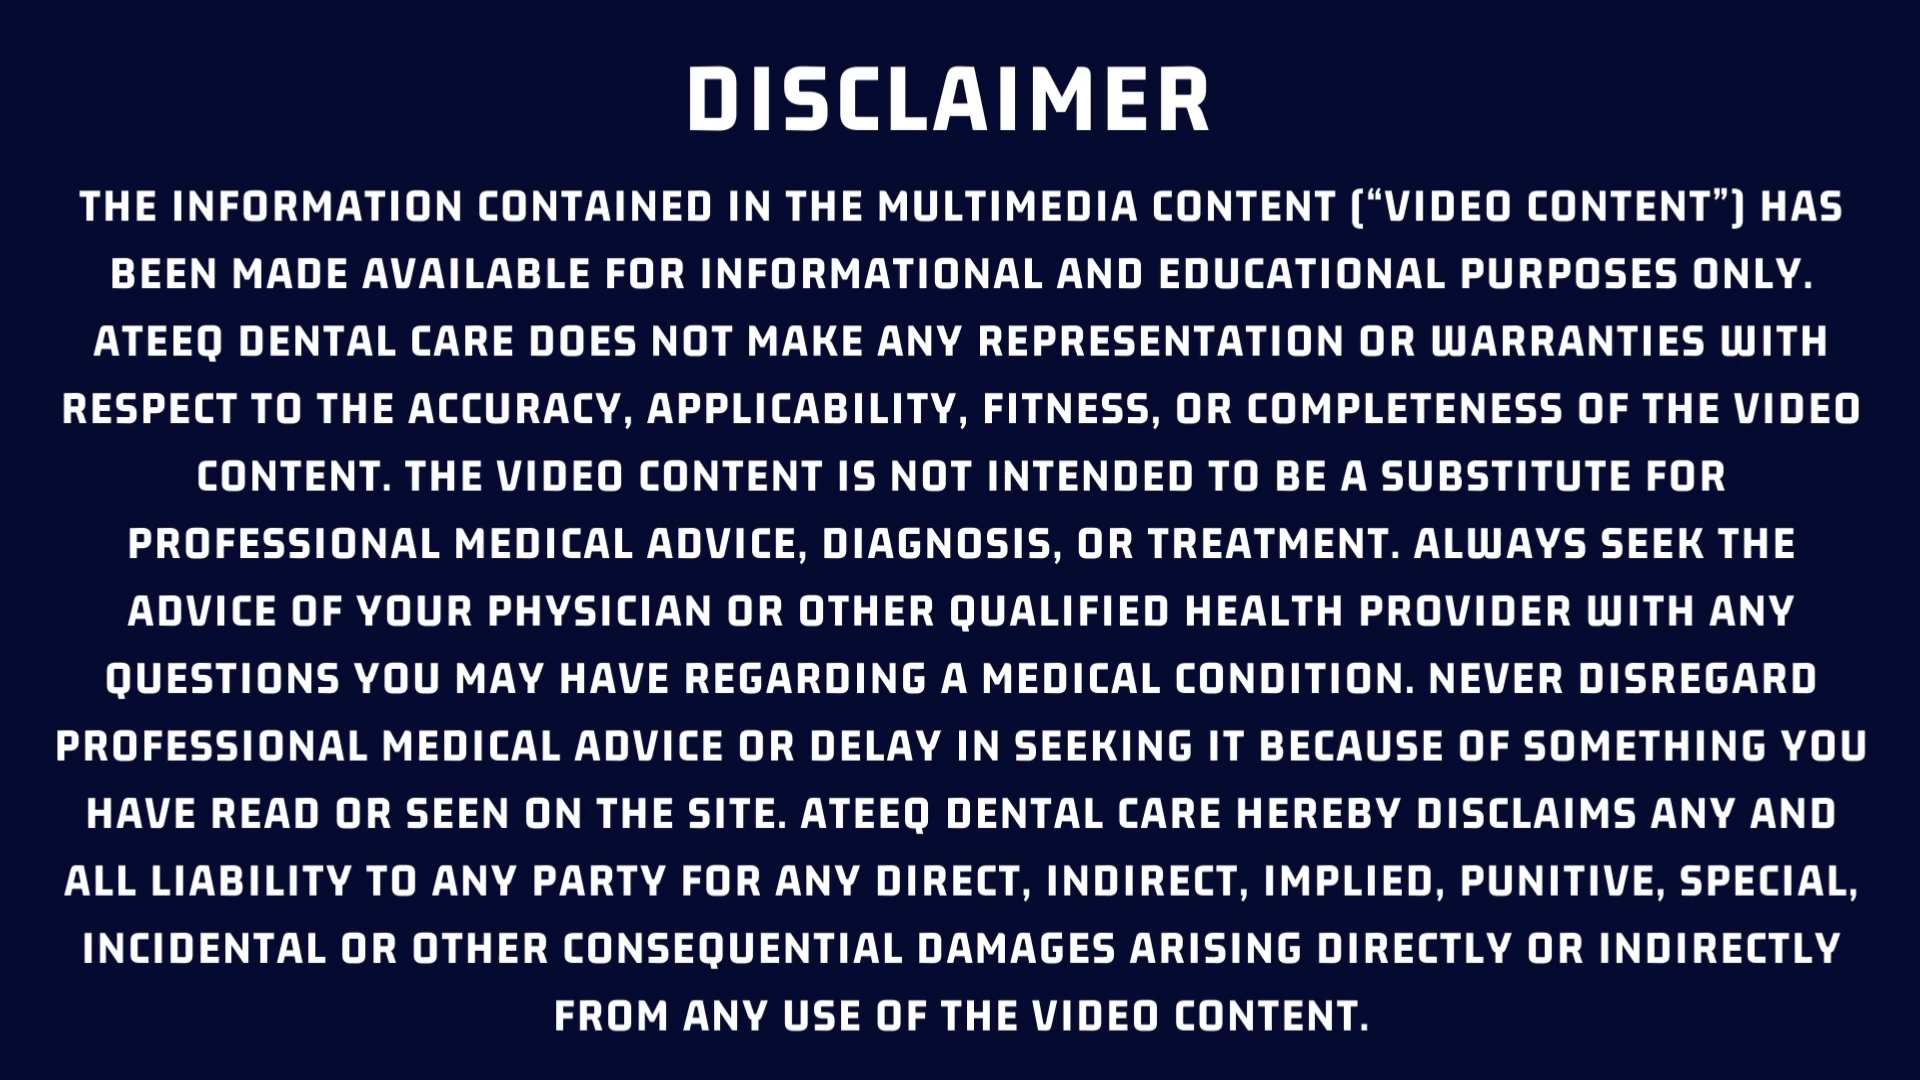 DISCLAIMER
THE INFORMATION CONTAINED IN THE MULTIMEDIA CONTENT (“VIDEO CONTENT”) HAS
BEEN MADE AVAILABLE FOR INFORMATIONAL AND EDUCATIONAL PURPOSES ONLY.
ATEEQ DENTAL CARE DOES NOT MAKE ANY REPRESENTATION OR WARRANTIES WITH
RESPECT TO THE ACCURACY, APPLICABILITY, FITNESS, OR COMPLETENESS OF THE VIDEO
CONTENT. THE VIDEO CONTENT IS NOT INTENDED TO BE A SUBSTITUTE FOR
PROFESSIONAL MEDICAL ADVICE, DIAGNOSIS, OR TREATMENT. ALWAYS SEEK THE
ADVICE OF YOUR PHYSICIAN OR OTHER QUALIFIED HEALTH PROVIDER WITH ANY
QUESTIONS YOU MAY HAVE REGARDING A MEDICAL CONDITION. NEVER DISREGARD
PROFESSIONAL MEDICAL ADVICE OR DELAY IN SEEKING IT BECAUSE OF SOMETHING YOU
HAVE READ OR SEEN ON THE SITE. ATEEQ DENTAL CARE HEREBY DISCLAIMS ANY AND
ALL LIABILITY TO ANY PARTY FOR ANY DIRECT, INDIRECT, IMPLIED, PUNITIVE, SPECIAL,
INCIDENTAL OR OTHER CONSEQUENTIAL DAMAGES ARISING DIRECTLY OR INDIRECTLY
FROM ANY USE OF THE VIDEO CONTENT.